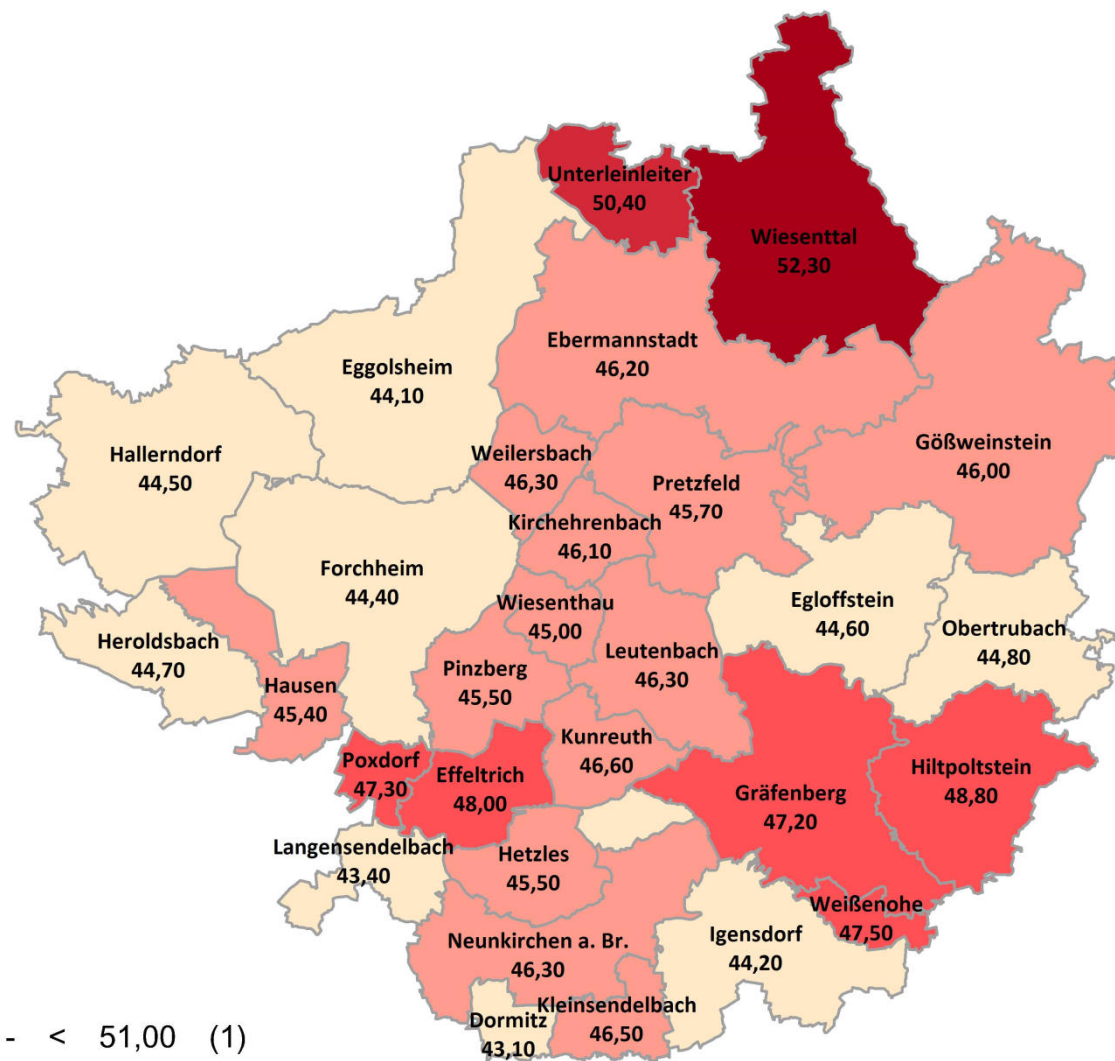 Unterleinleiter
50,40
Wiesenttal
52,30
Ebermannstadt
46,20
Eggolsheim
44,10
Gößweinstein
46,00
Hallerndorf
44,50
Weilersbach
46,30
Pretzfeld
45,70
Kirchehrenbach
46,10
Forchheim
44,40
Wiesenthau
45,00
Egloffstein
44,60
Obertrubach
44,80
Heroldsbach
44,70
Leutenbach
46,30
Pinzberg
45,50
Hausen
45,40
Kunreuth
46,60
Poxdorf
47,30
Effeltrich
48,00
Hiltpoltstein
48,80
Gräfenberg
47,20
Langensendelbach
43,40
Hetzles
45,50
Weißenohe
47,50
Igensdorf
44,20
Neunkirchen a. Br.
46,30
Kleinsendelbach
46,50
Dormitz
43,10
- < 51,00 (1)